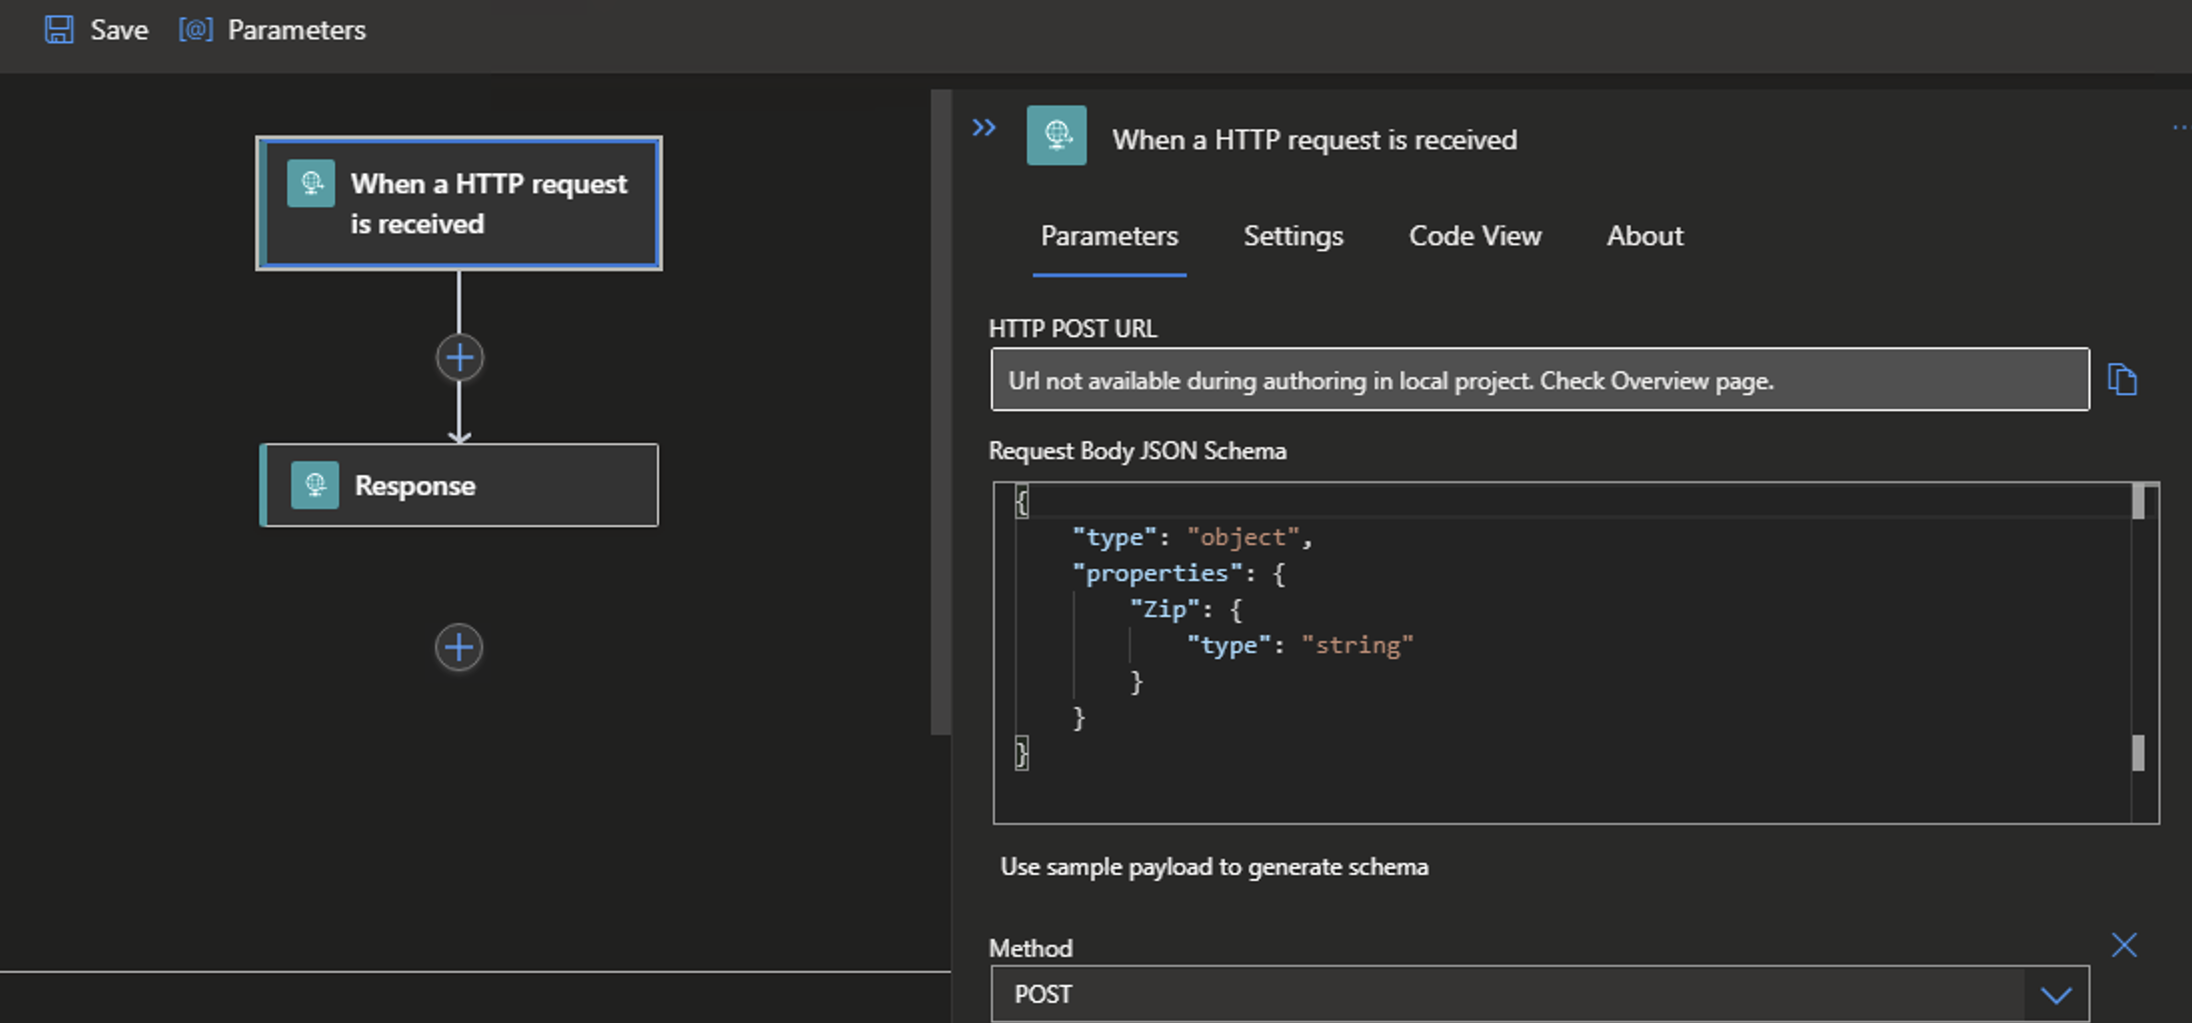 Save [@] Parameters
When a HTTP request
is received
Response
When a HTTP request is received
Parameters Settings Code View About
HTTP POST URL
Url not available during authoring in local project. Check Overview page.
Request Body JSON Schema
{
"type": "object",
"properties": {
"Zip": {
"type": "string"
}
}
}
Use sample payload to generate schema
Method
POST